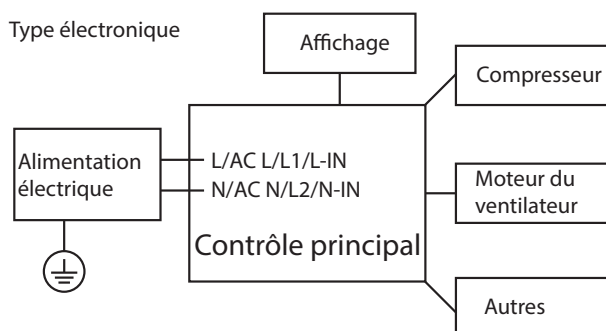 Type électronique
Affichage
Compresseur
Alimentation
électrique
L/AC L/L1/L-IN
N/AC N/L2/N-IN
Moteur du
ventilateur
Contrôle principal
Autres